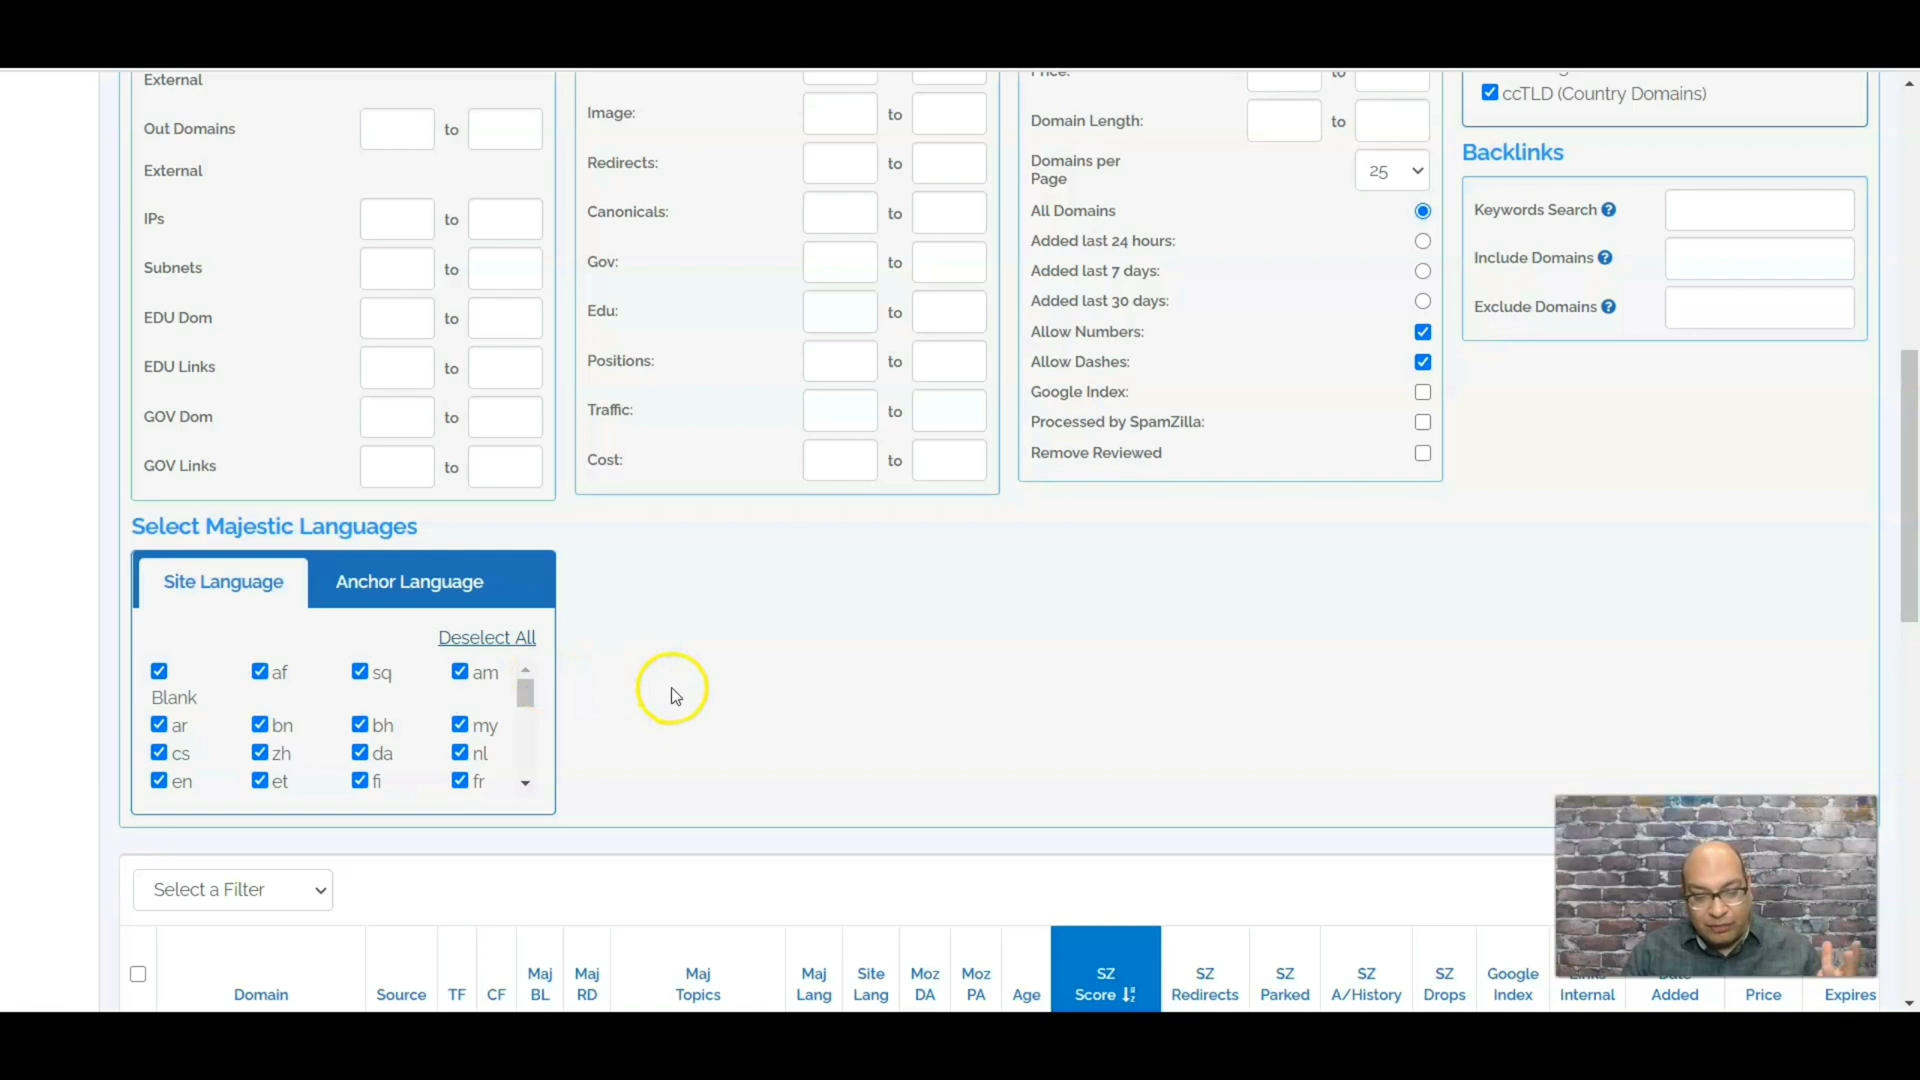 External
Out Domains to
External
IPs to
Subnets to
EDU Dom to
EDU Links to
GOV Dom to
GOV Links to
Image: to
Redirects: to
Canonicals: to
Gov: to
Edu: to
Positions: to
Traffic: to
Cost: to
Price: to
Domain Length: to
Domains per
Page
25
All Domains
Added last 24 hours:
Added last 7 days:
Added last 30 days:
Allow Numbers:
Allow Dashes:
Google Index:
Processed by SpamZilla:
Remove Reviewed
ccTLD (Country Domains)
Backlinks
Keywords Search ?
Include Domains ?
Exclude Domains ?
Select Majestic Languages
Site Language Anchor Language
Deselect All
Blank af sq am
ar bn bh my
cs zh da nl
en et fi fr
Select a Filter
Domain
Source
TF
CF
Maj
BL
Maj
RD
Maj
Topics
Maj
Lang
Site
Lang
Moz
DA
Moz
PA
Age
SZ
Score
SZ
Redirects
SZ
Parked
SZ
A/History
SZ
Drops
Google
Index
Internal
Date
Added
Price
Expires